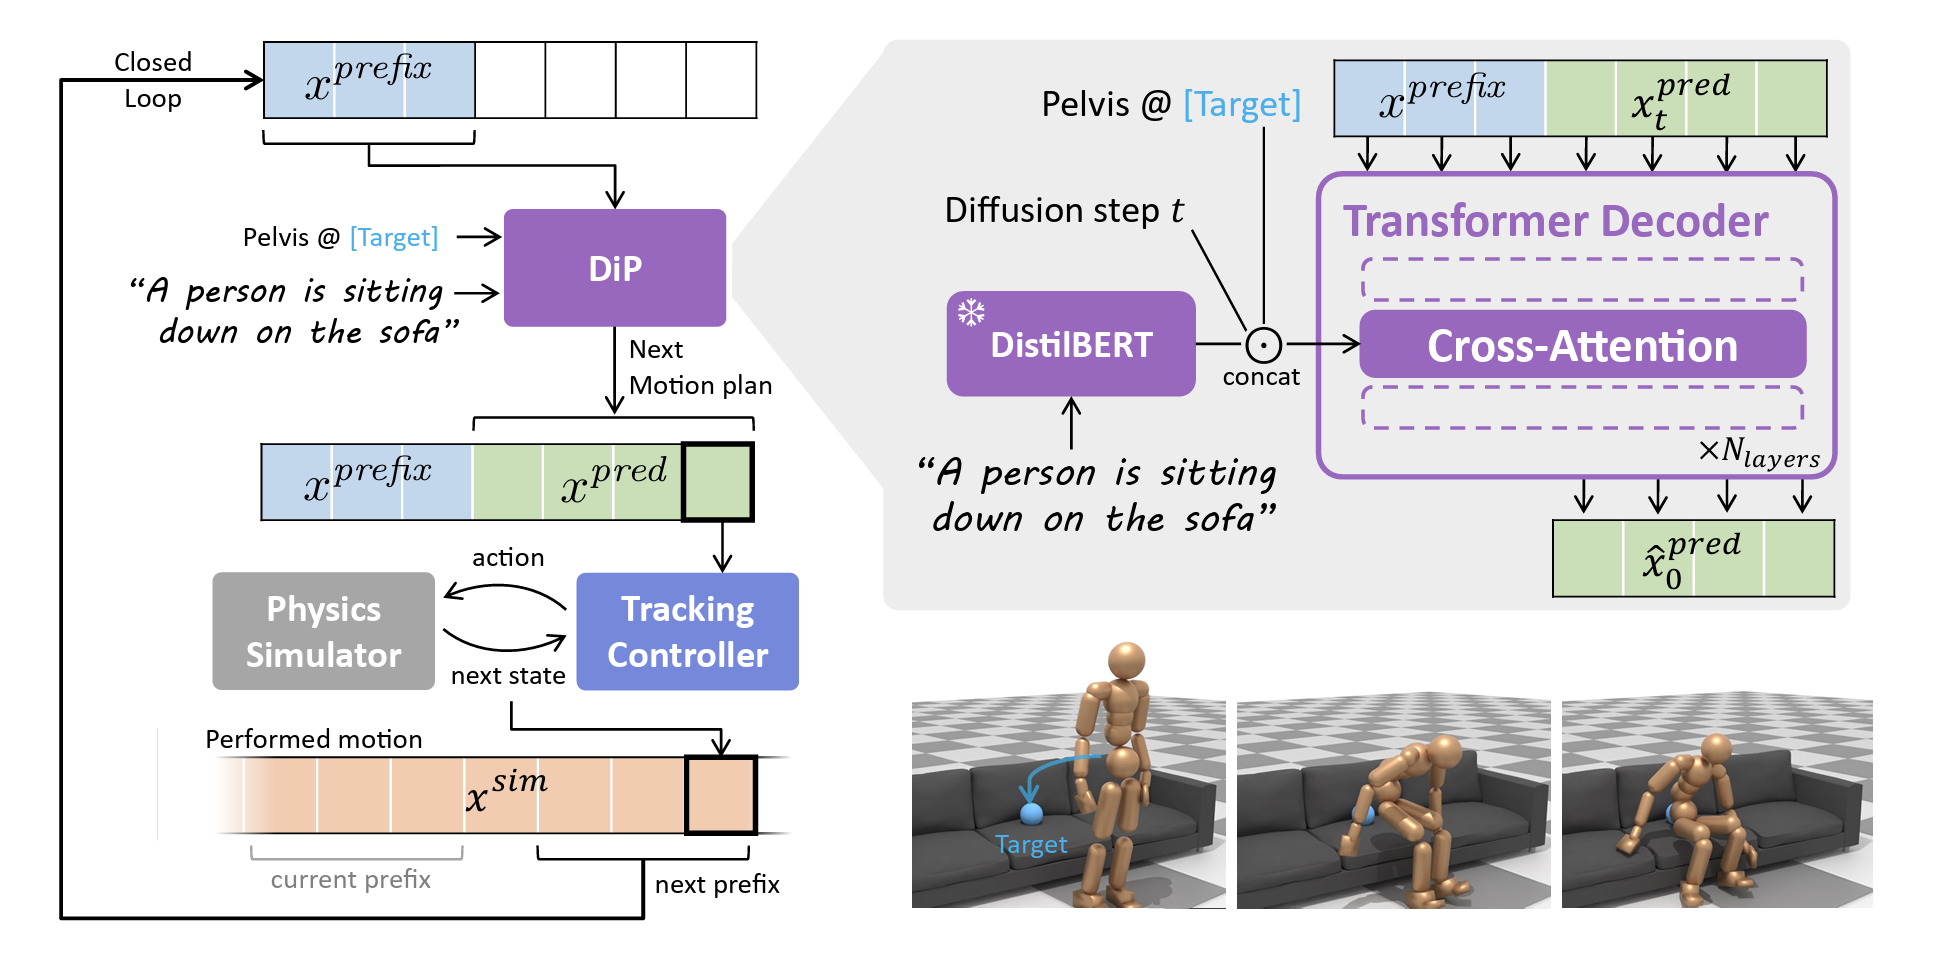 Closed
Loop
x^prefix
Pelvis @ [Target]
“A person is sitting
down on the sofa”
DiP
Next
Motion plan
x^prefix
x^pred
action
Physics
Simulator
Tracking
Controller
next state
Performed motion
x^sim
current prefix
next prefix
Pelvis @ [Target]
x^prefix
x_t^pred
Diffusion step t
Transformer Decoder
DistilBERT
concat
Cross-Attention
×N_layers
“A person is sitting
down on the sofa”
x̂_0^pred
Target